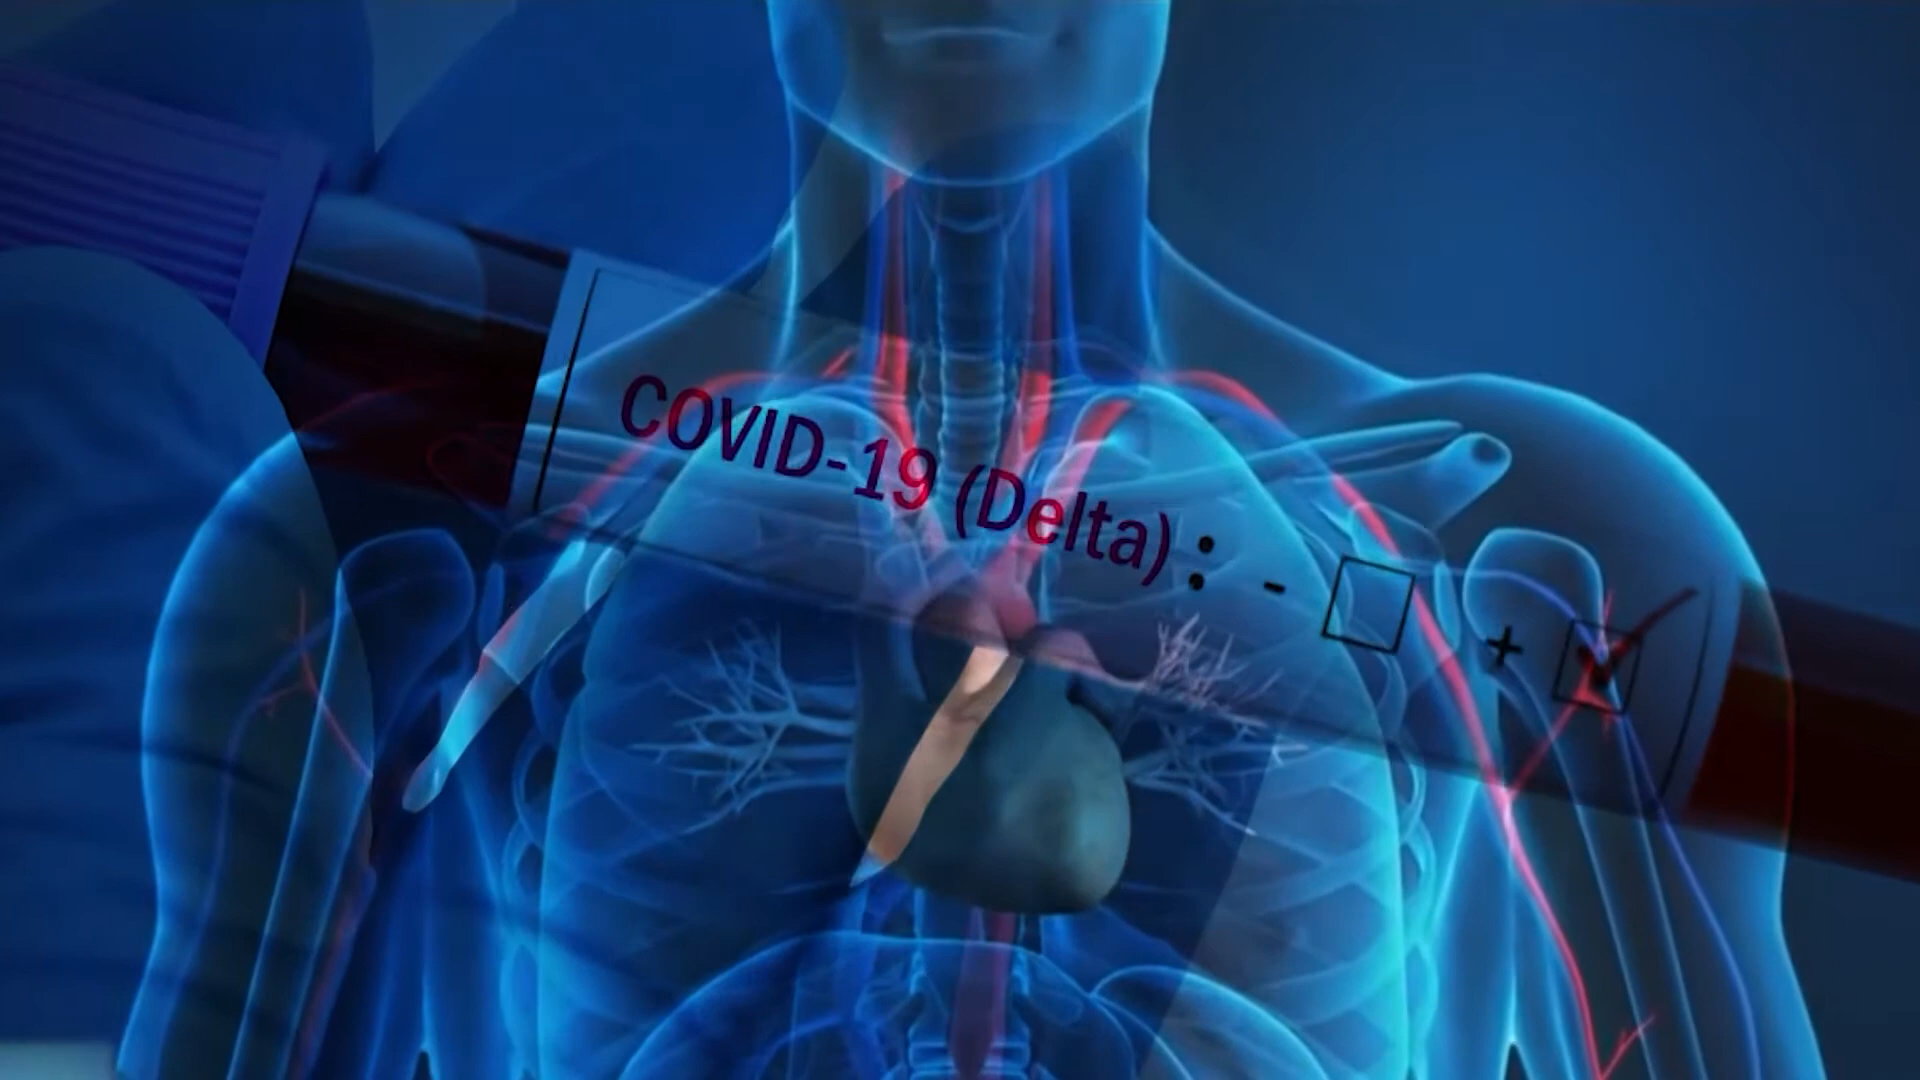 COVID-19 (Delta) : - □ + ☑